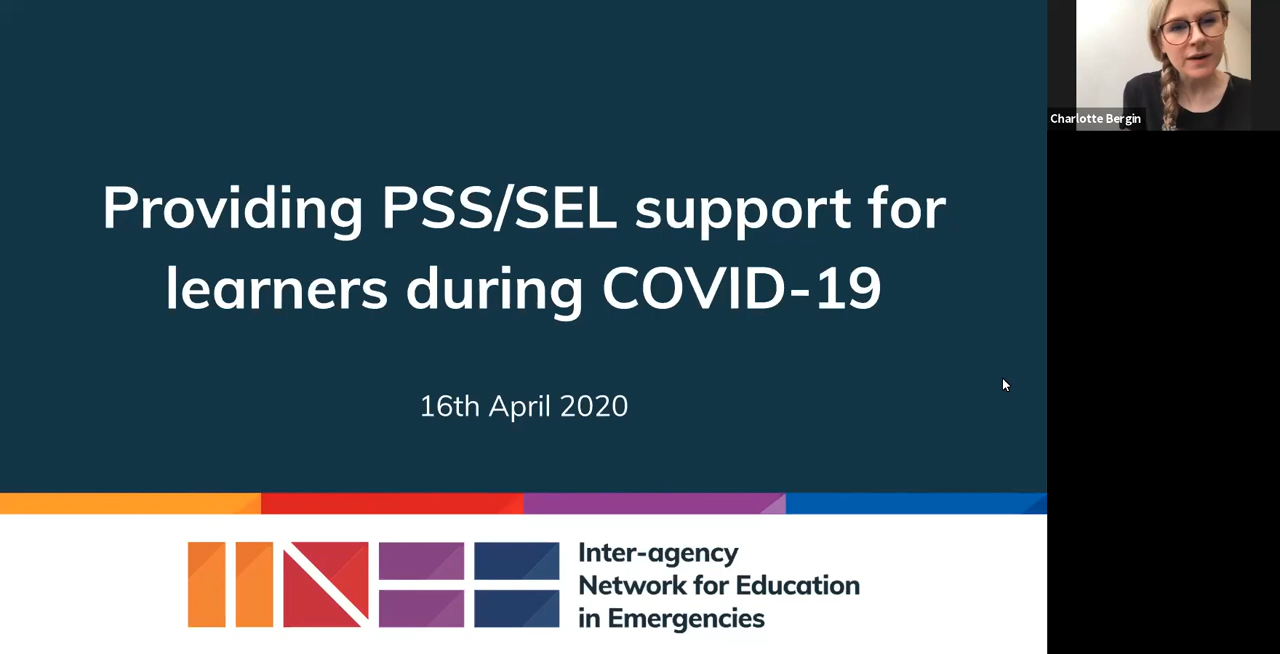 Providing PSS/SEL support for
learners during COVID-19
16th April 2020
INEE
Inter-agency
Network for Education
in Emergencies
Charlotte Bergin